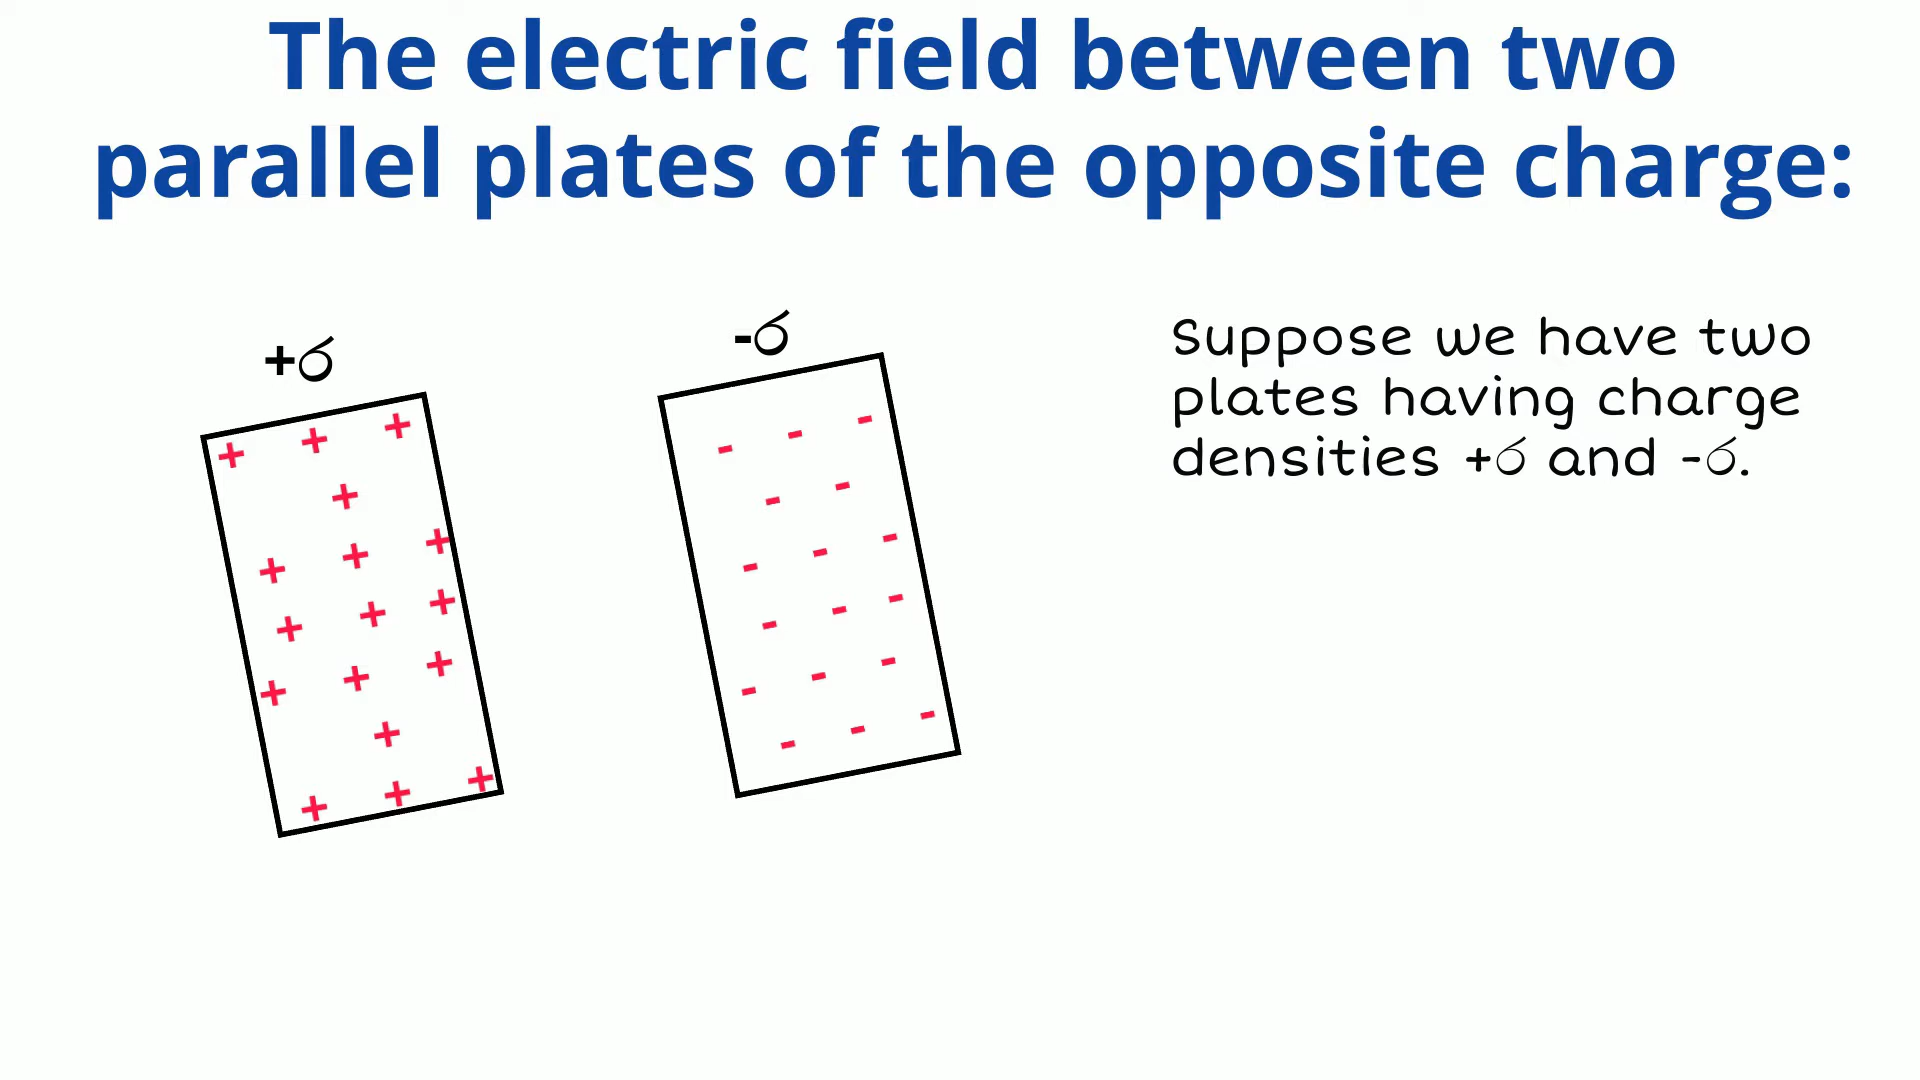 The electric field between two
parallel plates of the opposite charge:
+σ
-σ
Suppose we have two
plates having charge
densities +σ and -σ.